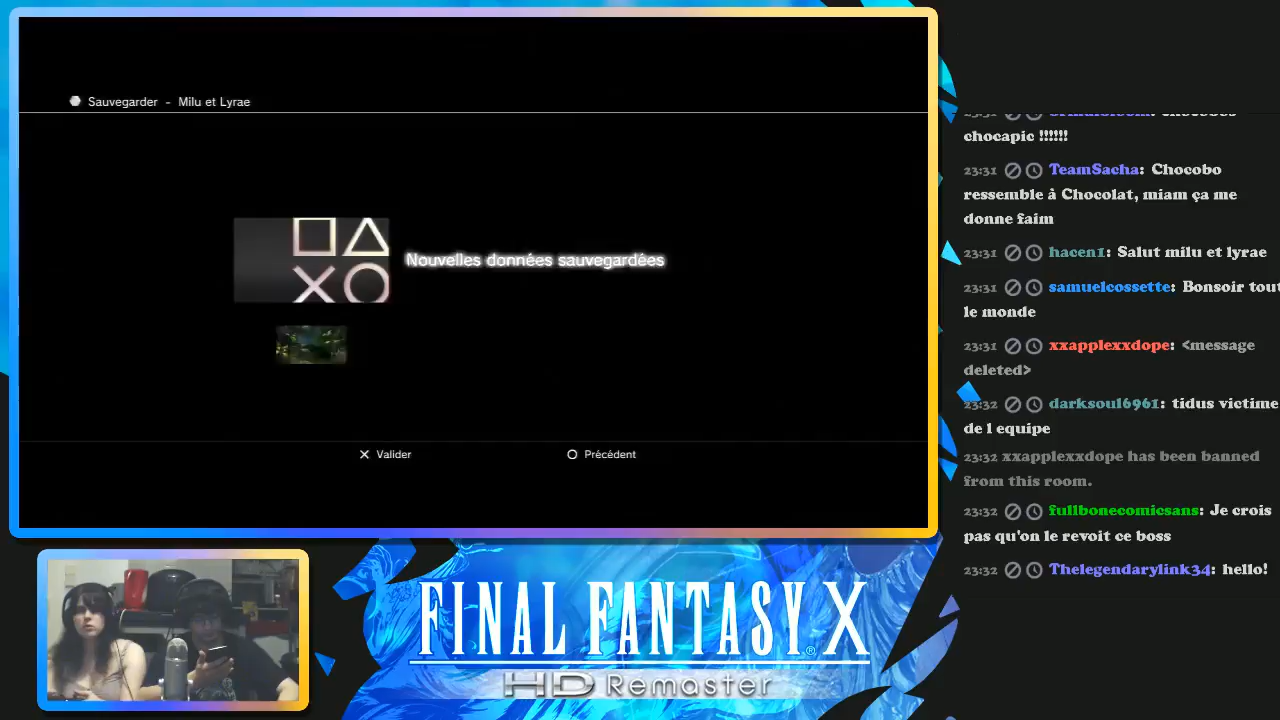 Sauvegarder - Milu et Lyrae
Nouvelles données sauvegardées
Valider
Précédent
chocapic !!!!!!
23:31 TeamSacha: Chocobo
ressemble à Chocolat, miam ça me
donne faim
23:31 hacen1: Salut milu et lyrae
23:31 samuelcossette: Bonsoir tout
le monde
23:31 xxapplexxdope: <message
deleted>
23:32 darksoul6961: tidus victime
de l equipe
23:32 xxapplexxdope has been banned
from this room.
23:32 fullbonecomicsans: Je crois
pas qu'on le revoit ce boss
23:32 Thelegendarylink34: hello!
FINAL FANTASY X
HD Remaster